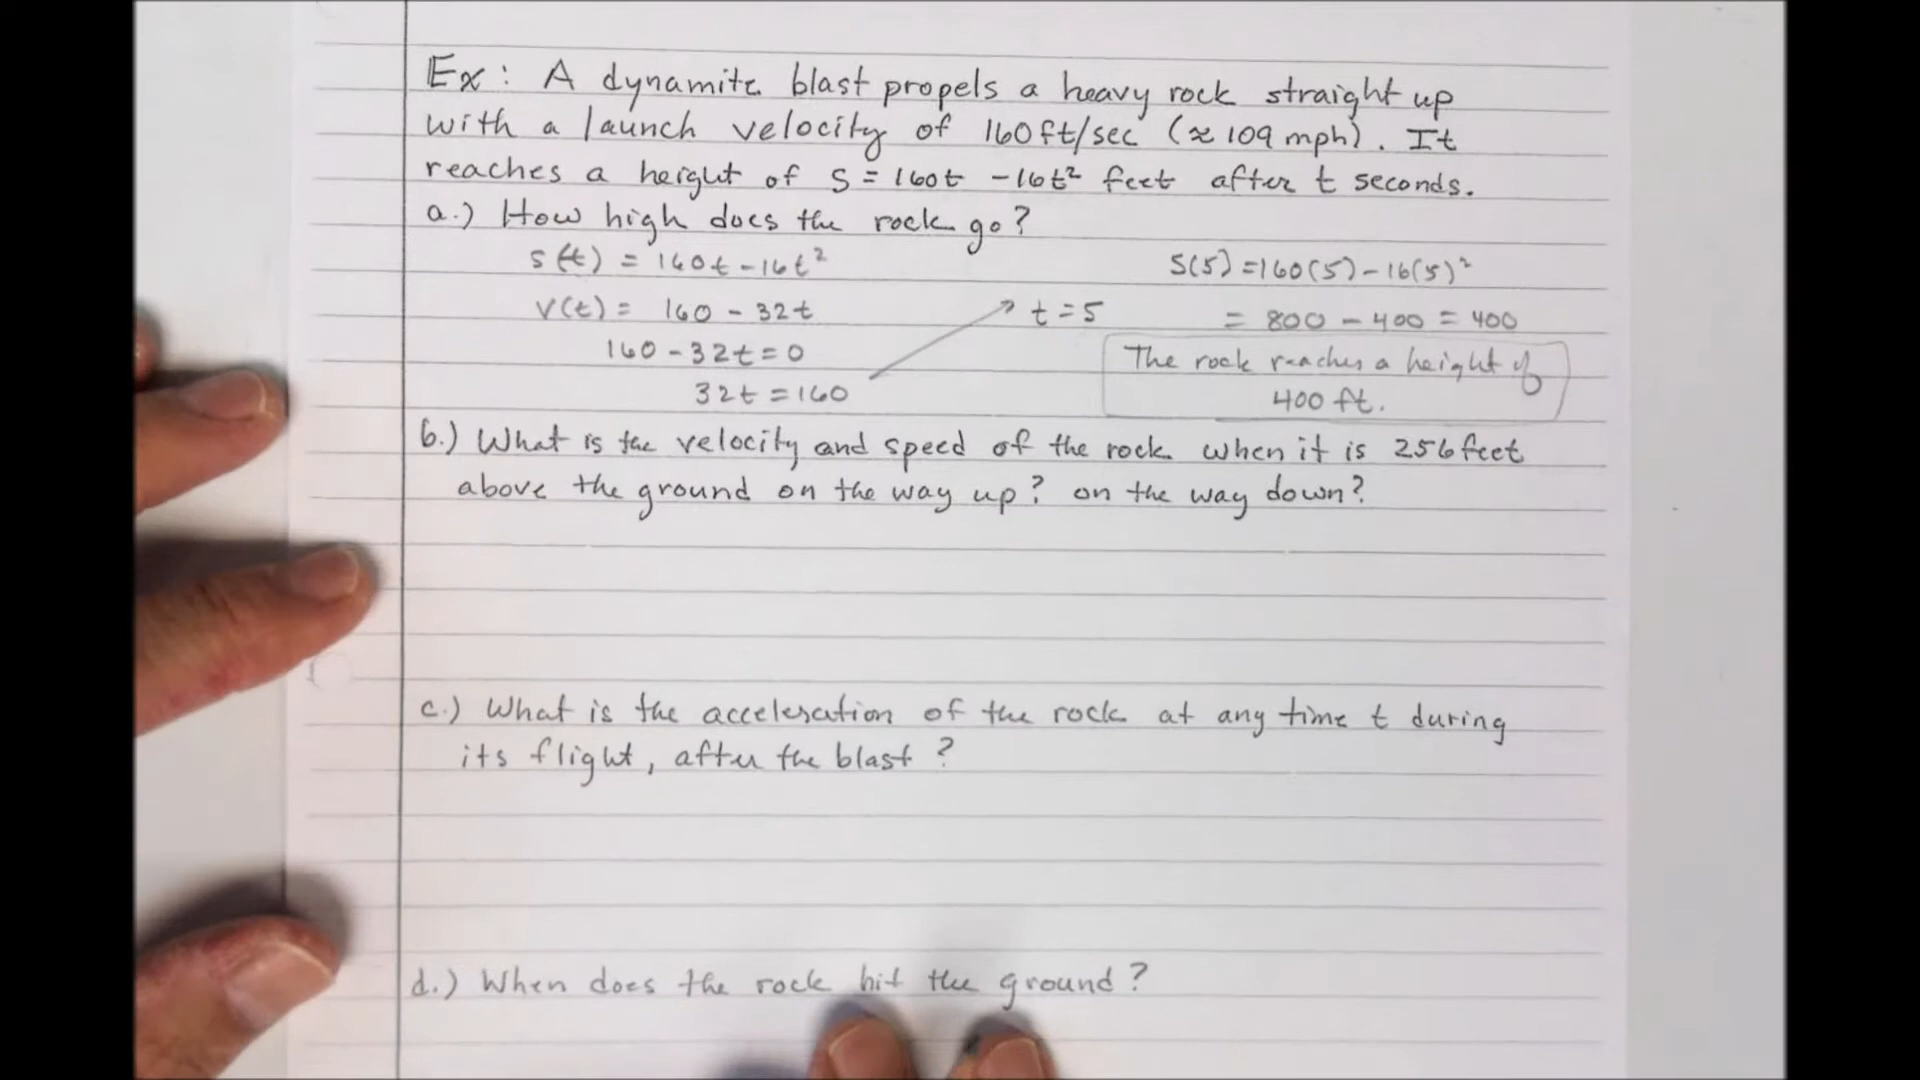 Ex: A dynamite blast propels a heavy rock straight up
with a launch velocity of 160ft/sec (≈ 109 mph). It
reaches a height of S = 160t - 16t² feet after t seconds.
a.) How high does the rock go?
s(t) = 160t - 16t²
S(5) = 160(5) - 16(5)²
v(t) = 160 - 32t
t = 5
= 800 - 400 = 400
160 - 32t = 0
The rock reaches a height of
32t = 160
400 ft.
b.) What is the velocity and speed of the rock when it is 256 feet
above the ground on the way up? on the way down?
c.) What is the acceleration of the rock at any time t during
its flight, after the blast?
d.) When does the rock hit the ground?